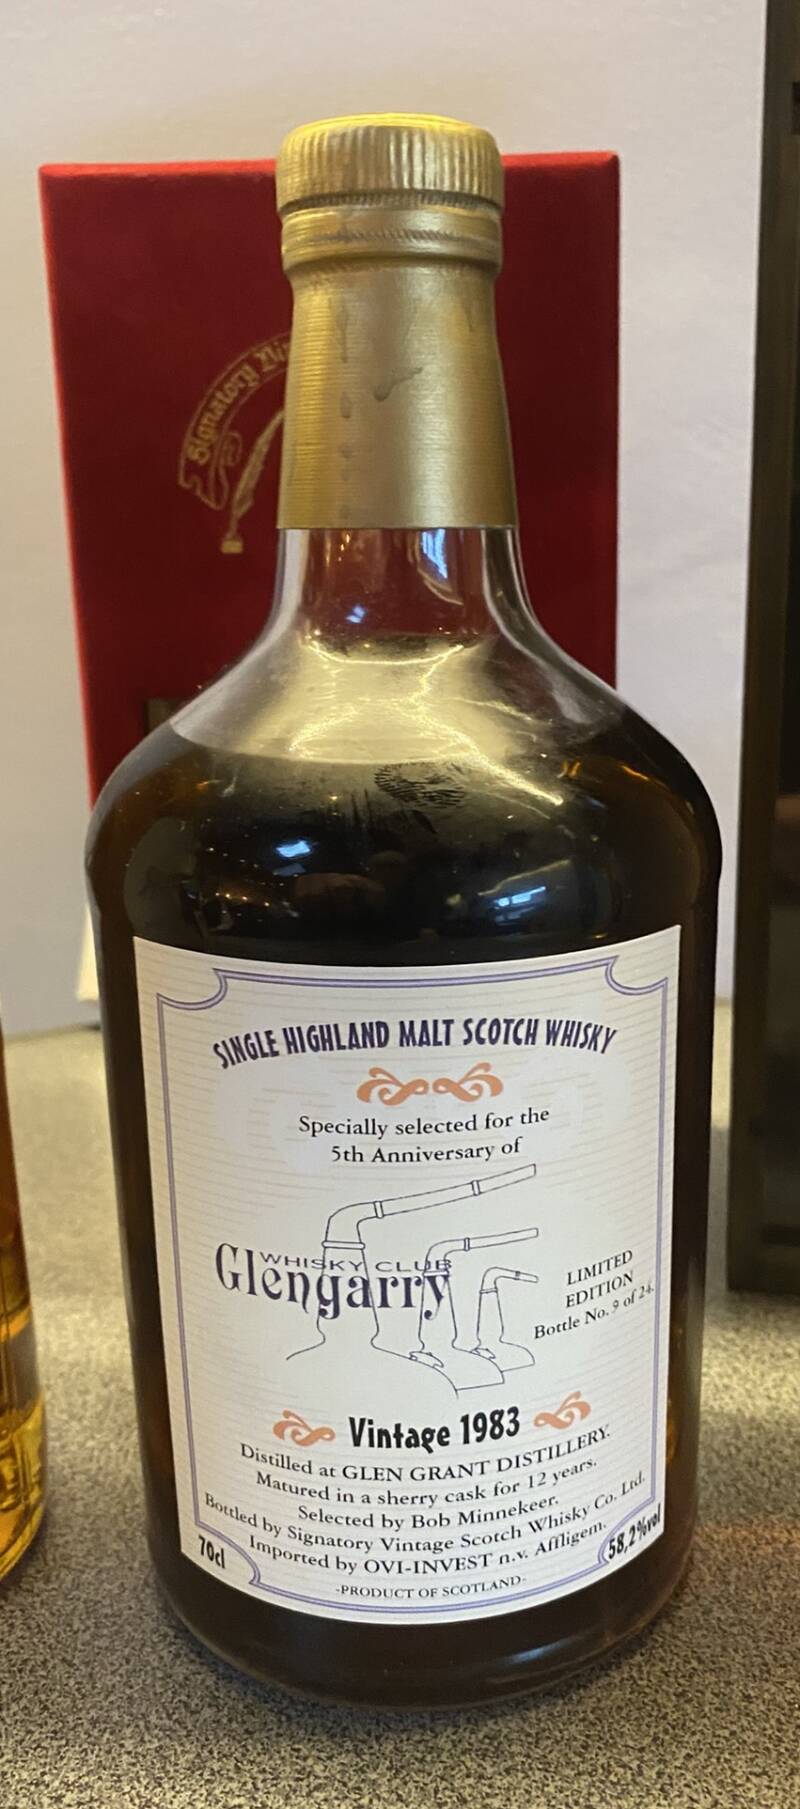 Signatory Vin
SINGLE HIGHLAND MALT SCOTCH WHISKY
Specially selected for the
5th Anniversary of
WHISKY CLUB
Glengarry
LIMITED
EDITION
Bottle No. 9 of 24.
Vintage 1983
Distilled at GLEN GRANT DISTILLERY.
Matured in a sherry cask for 12 years.
Selected by Bob Minnekeer.
Bottled by Signatory Vintage Scotch Whisky Co. Ltd.
Imported by OVI-INVEST n.v. Affligem.
70cl
58,2%vol
-PRODUCT OF SCOTLAND-